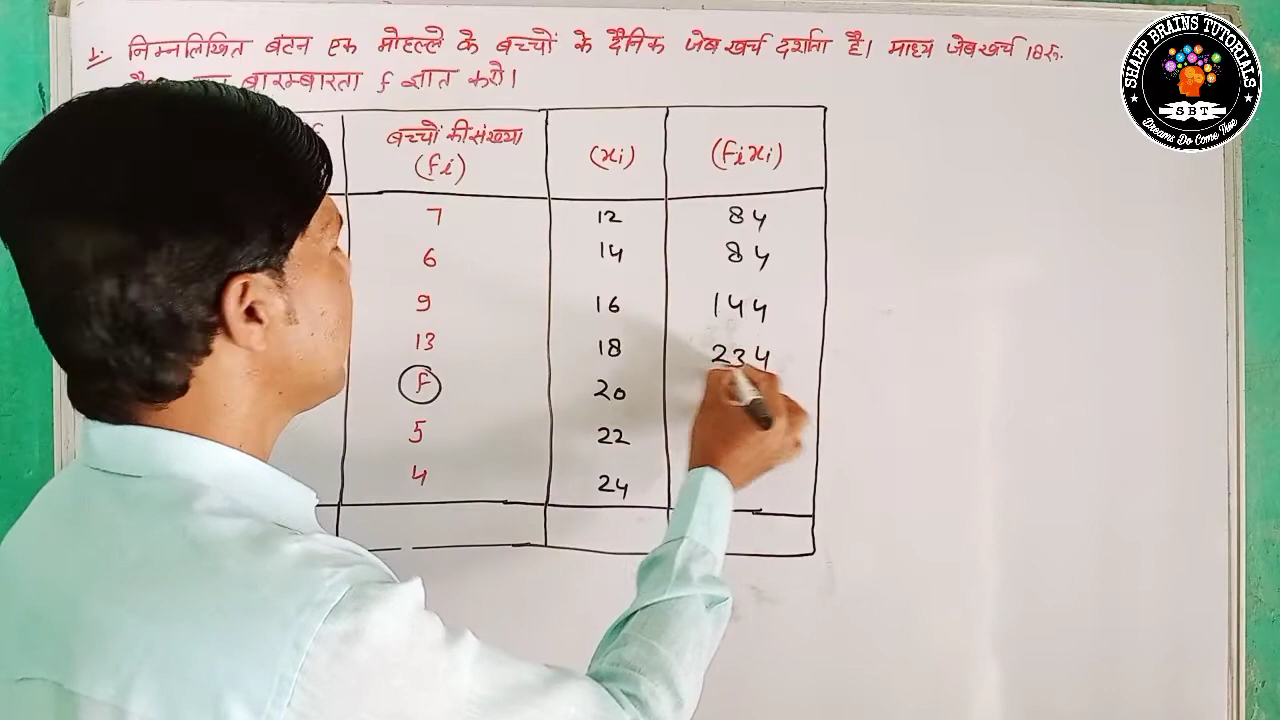 1. निम्नलिखित बंटन एक मोहल्ले के बच्चों के दैनिक जेब खर्च दर्शाता है। माध्य जेबखर्च 18रु.
बारम्बारता f ज्ञात करो।
बच्चों की संख्या (fi) (xi) (fixi)
7 12 84
6 14 84
9 16 144
13 18 234
f 20
5 22
4 24
SHARP BRAINS TUTORIALS
SBT
Dreams Do Come True